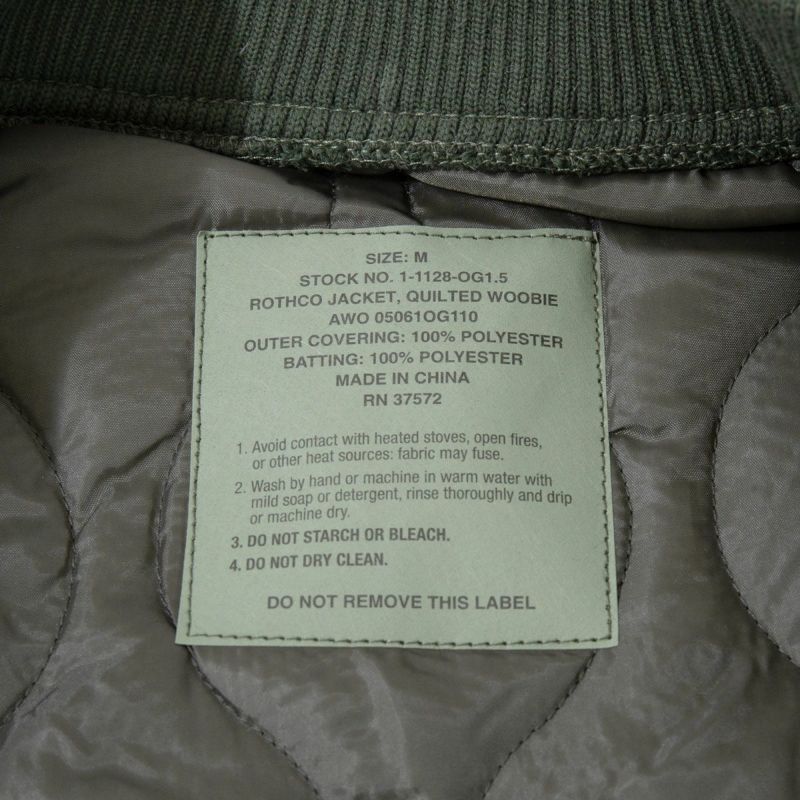 SIZE: M
STOCK NO. 1-1128-OG1.5
ROTHCO JACKET, QUILTED WOOBIE
AWO 05061OG110
OUTER COVERING: 100% POLYESTER
BATTING: 100% POLYESTER
MADE IN CHINA
RN 37572
1. Avoid contact with heated stoves, open fires,
or other heat sources: fabric may fuse.
2. Wash by hand or machine in warm water with
mild soap or detergent, rinse thoroughly and drip
or machine dry.
3. DO NOT STARCH OR BLEACH.
4. DO NOT DRY CLEAN.
DO NOT REMOVE THIS LABEL